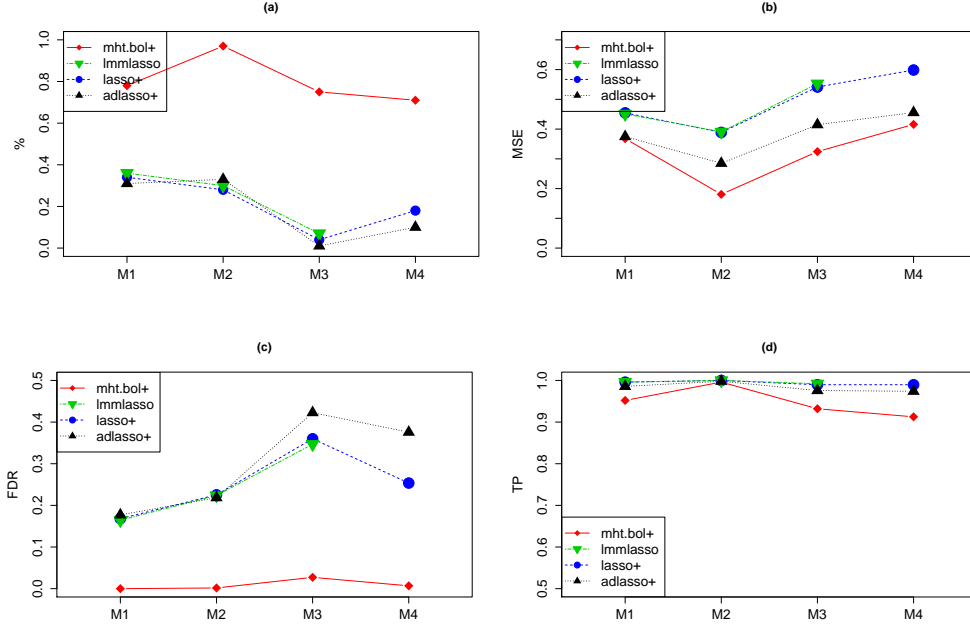 (a)
1.0
0.8
0.6
0.4
0.2
0.0
%
mht.bol+
lmmlasso
lasso+
adlasso+
M1 M2 M3 M4
(b)
0.6
0.4
0.2
0.0
MSE
mht.bol+
lmmlasso
lasso+
adlasso+
M1 M2 M3 M4
(c)
0.5
0.4
0.3
0.2
0.1
0.0
FDR
mht.bol+
lmmlasso
lasso+
adlasso+
M1 M2 M3 M4
(d)
1.0
0.9
0.8
0.7
0.6
0.5
TP
mht.bol+
lmmlasso
lasso+
adlasso+
M1 M2 M3 M4